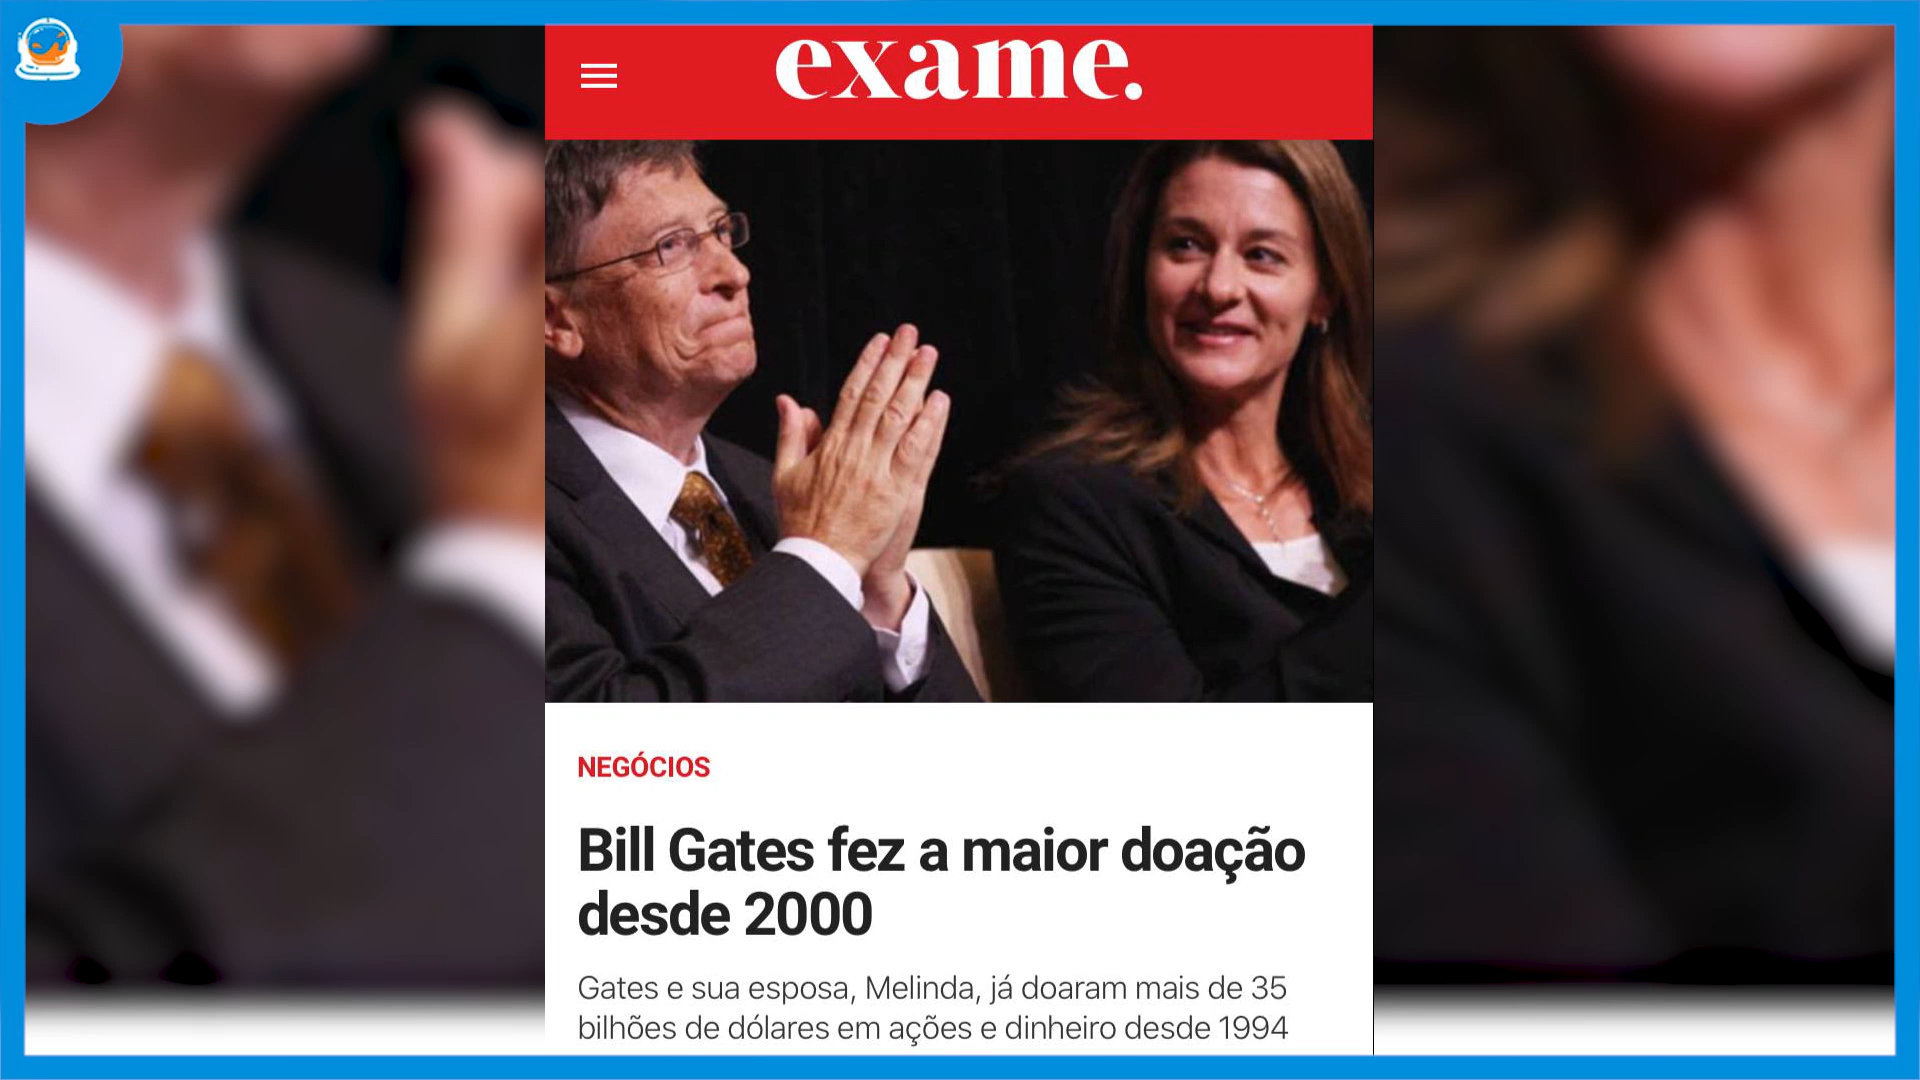 exame.
NEGÓCIOS
Bill Gates fez a maior doação
desde 2000
Gates e sua esposa, Melinda, já doaram mais de 35
bilhões de dólares em ações e dinheiro desde 1994